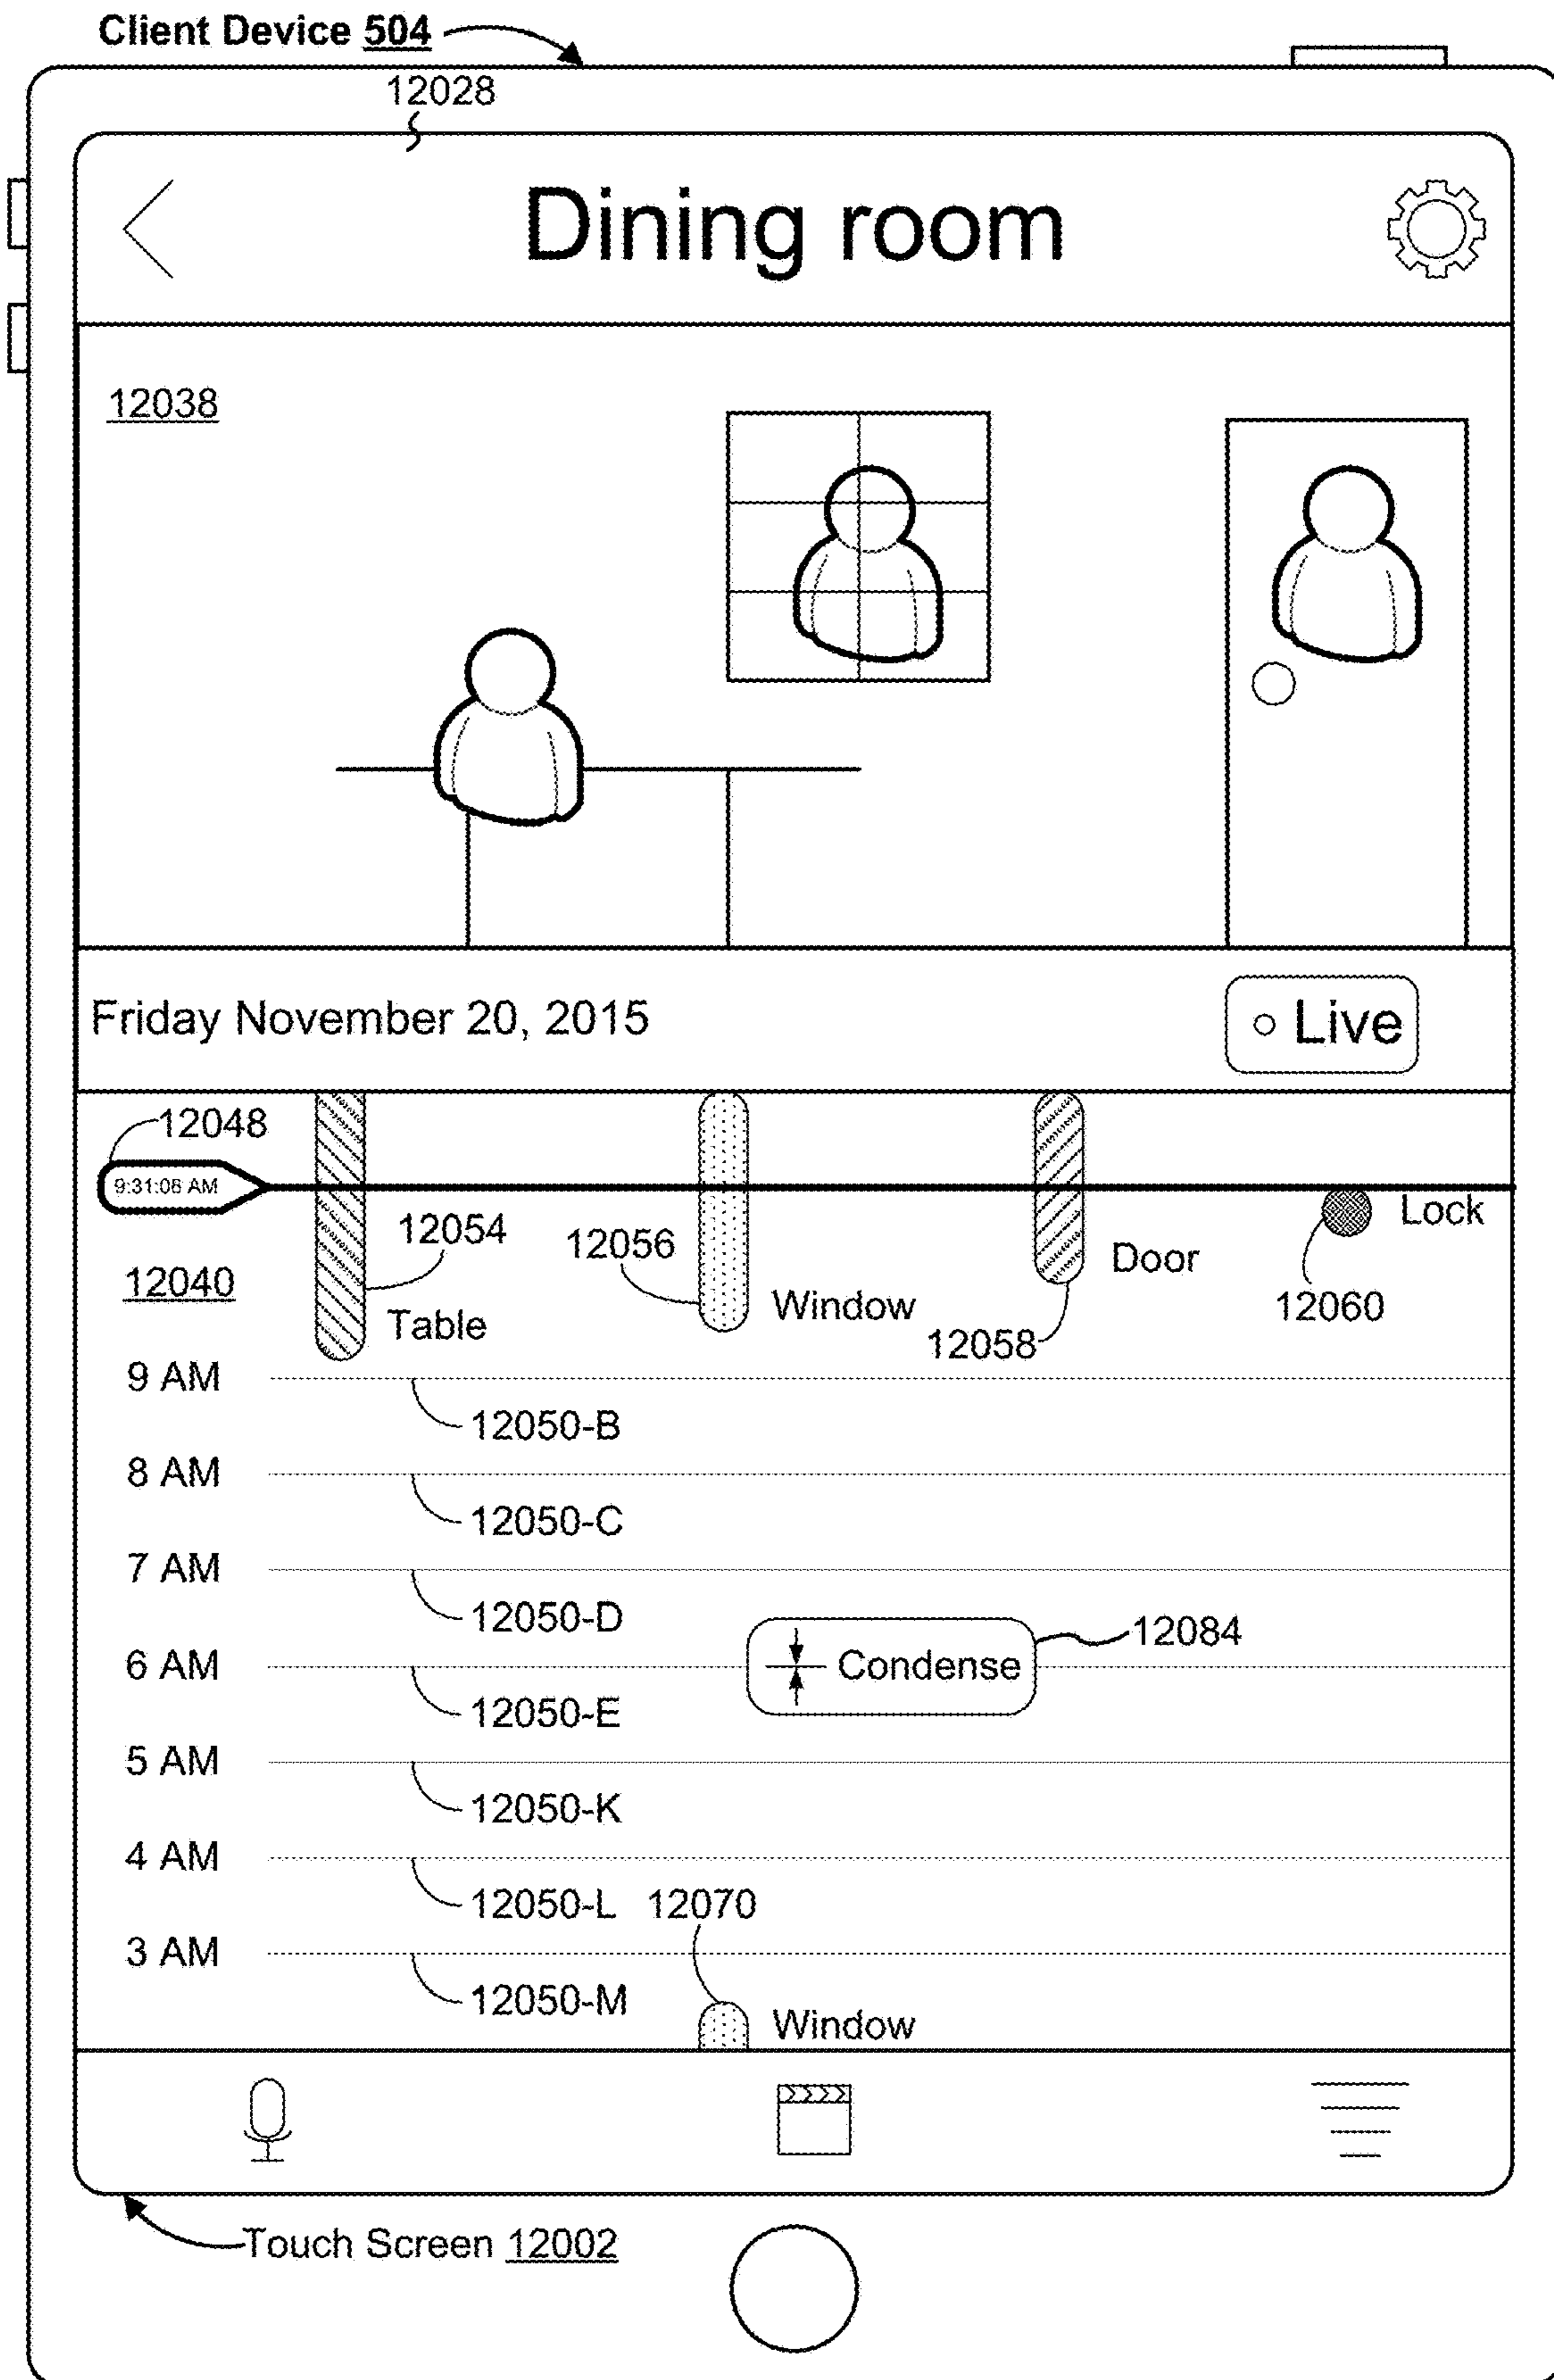 Client Device 504
12028
Dining room
12038
Friday November 20, 2015
Live
12048
9:31:08 AM
Lock
12054
12056
Door
12040
Window
12060
Table
12058
9 AM
12050-B
8 AM
12050-C
7 AM
12050-D
12084
6 AM
Condense
12050-E
5 AM
12050-K
4 AM
12050-L
12070
3 AM
12050-M
Window
Touch Screen 12002